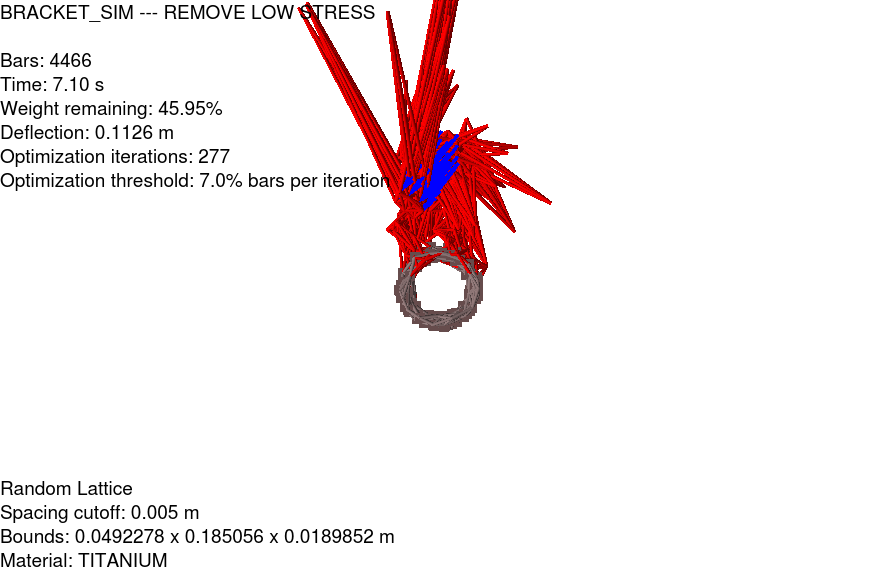 BRACKET_SIM --- REMOVE LOW STRESS
Bars: 4466
Time: 7.10 s
Weight remaining: 45.95%
Deflection: 0.1126 m
Optimization iterations: 277
Optimization threshold: 7.0% bars per iteration
Random Lattice
Spacing cutoff: 0.005 m
Bounds: 0.0492278 x 0.185056 x 0.0189852 m
Material: TITANIUM